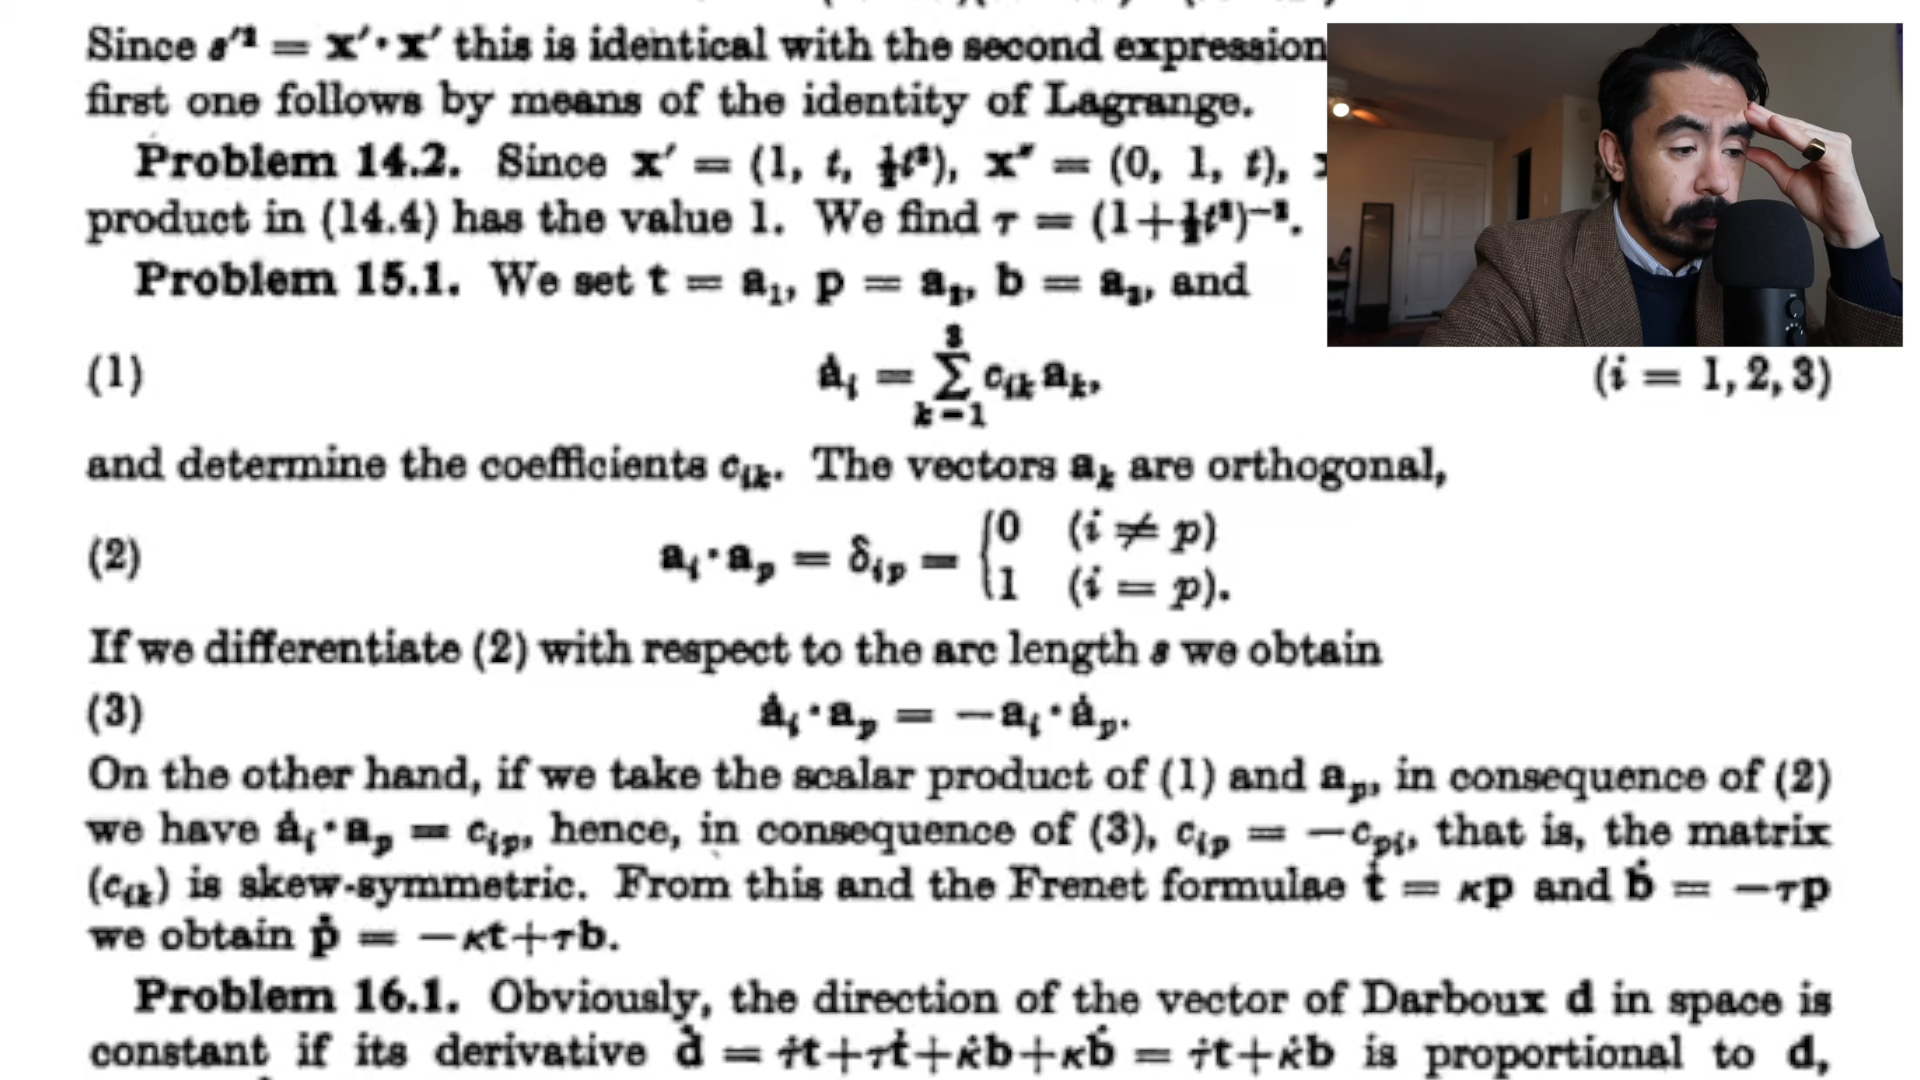 Since s′² = x′·x′ this is identical with the second expression
first one follows by means of the identity of Lagrange.
Problem 14.2. Since x′ = (1, t, ½t²), x″ = (0, 1, t),
product in (14.4) has the value 1. We find τ = (1+½t²)⁻².
Problem 15.1. We set t = a₁, p = a₂, b = a₃, and
(1) ȧᵢ = ∑ₖ₌₁³ cᵢₖaₖ, (i = 1, 2, 3)
and determine the coefficients cᵢₖ. The vectors aₖ are orthogonal,
(2) aᵢ·aₚ = δᵢₚ = {0 (i ≠ p)
1 (i = p).
If we differentiate (2) with respect to the arc length s we obtain
(3) ȧᵢ·aₚ = −aᵢ·ȧₚ.
On the other hand, if we take the scalar product of (1) and aₚ, in consequence of (2)
we have ȧᵢ·aₚ = cᵢₚ, hence, in consequence of (3), cᵢₚ = −cₚᵢ, that is, the matrix
(cᵢₖ) is skew-symmetric. From this and the Frenet formulae ṫ = κp and ḃ = −τp
we obtain ṗ = −κt+τb.
Problem 16.1. Obviously, the direction of the vector of Darboux d in space is
constant if its derivative ḋ = τ̇t+τṫ+κ̇b+κḃ = τ̇t+κ̇b is proportional to d,